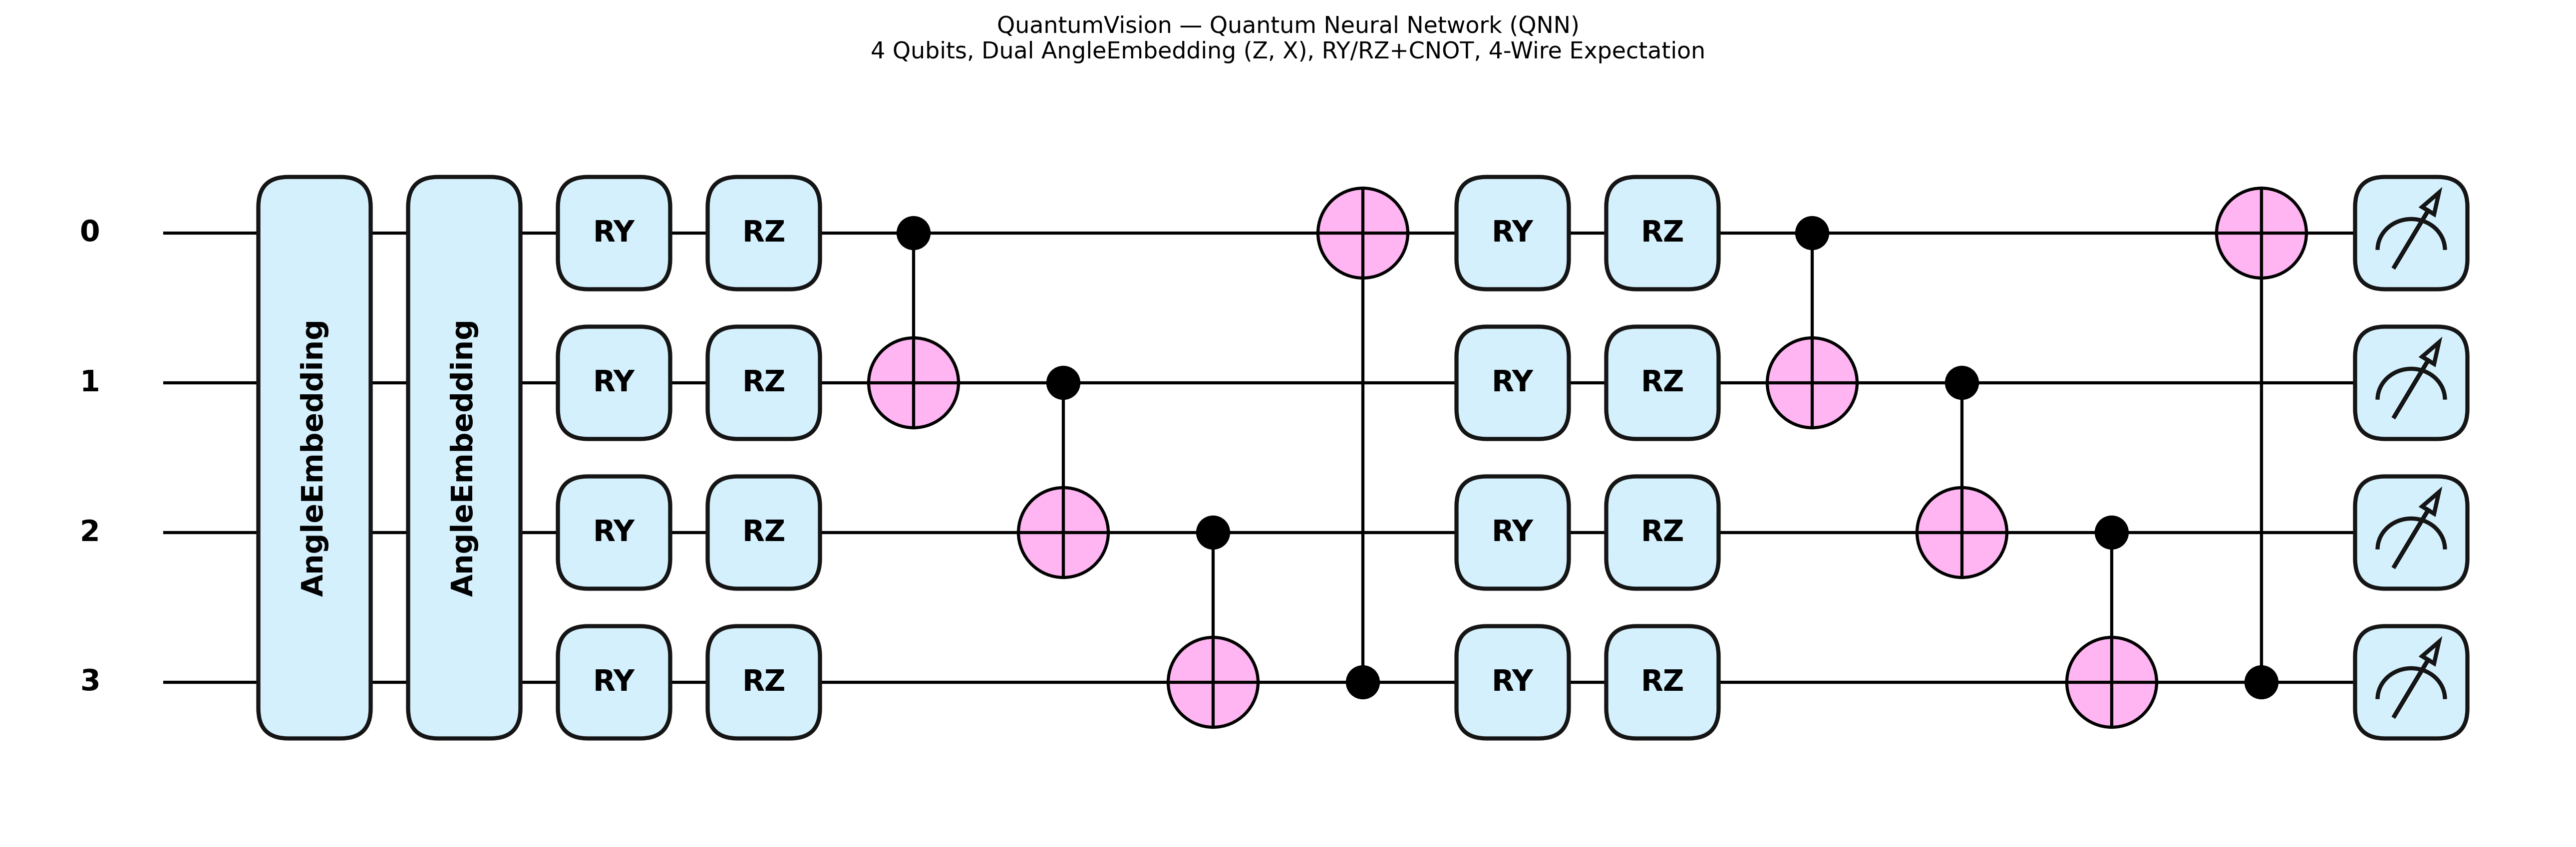 QuantumVision — Quantum Neural Network (QNN)
4 Qubits, Dual AngleEmbedding (Z, X), RY/RZ+CNOT, 4-Wire Expectation
AngleEmbedding
AngleEmbedding
0 RY RZ RY RZ
1 RY RZ RY RZ
2 RY RZ RY RZ
3 RY RZ RY RZ